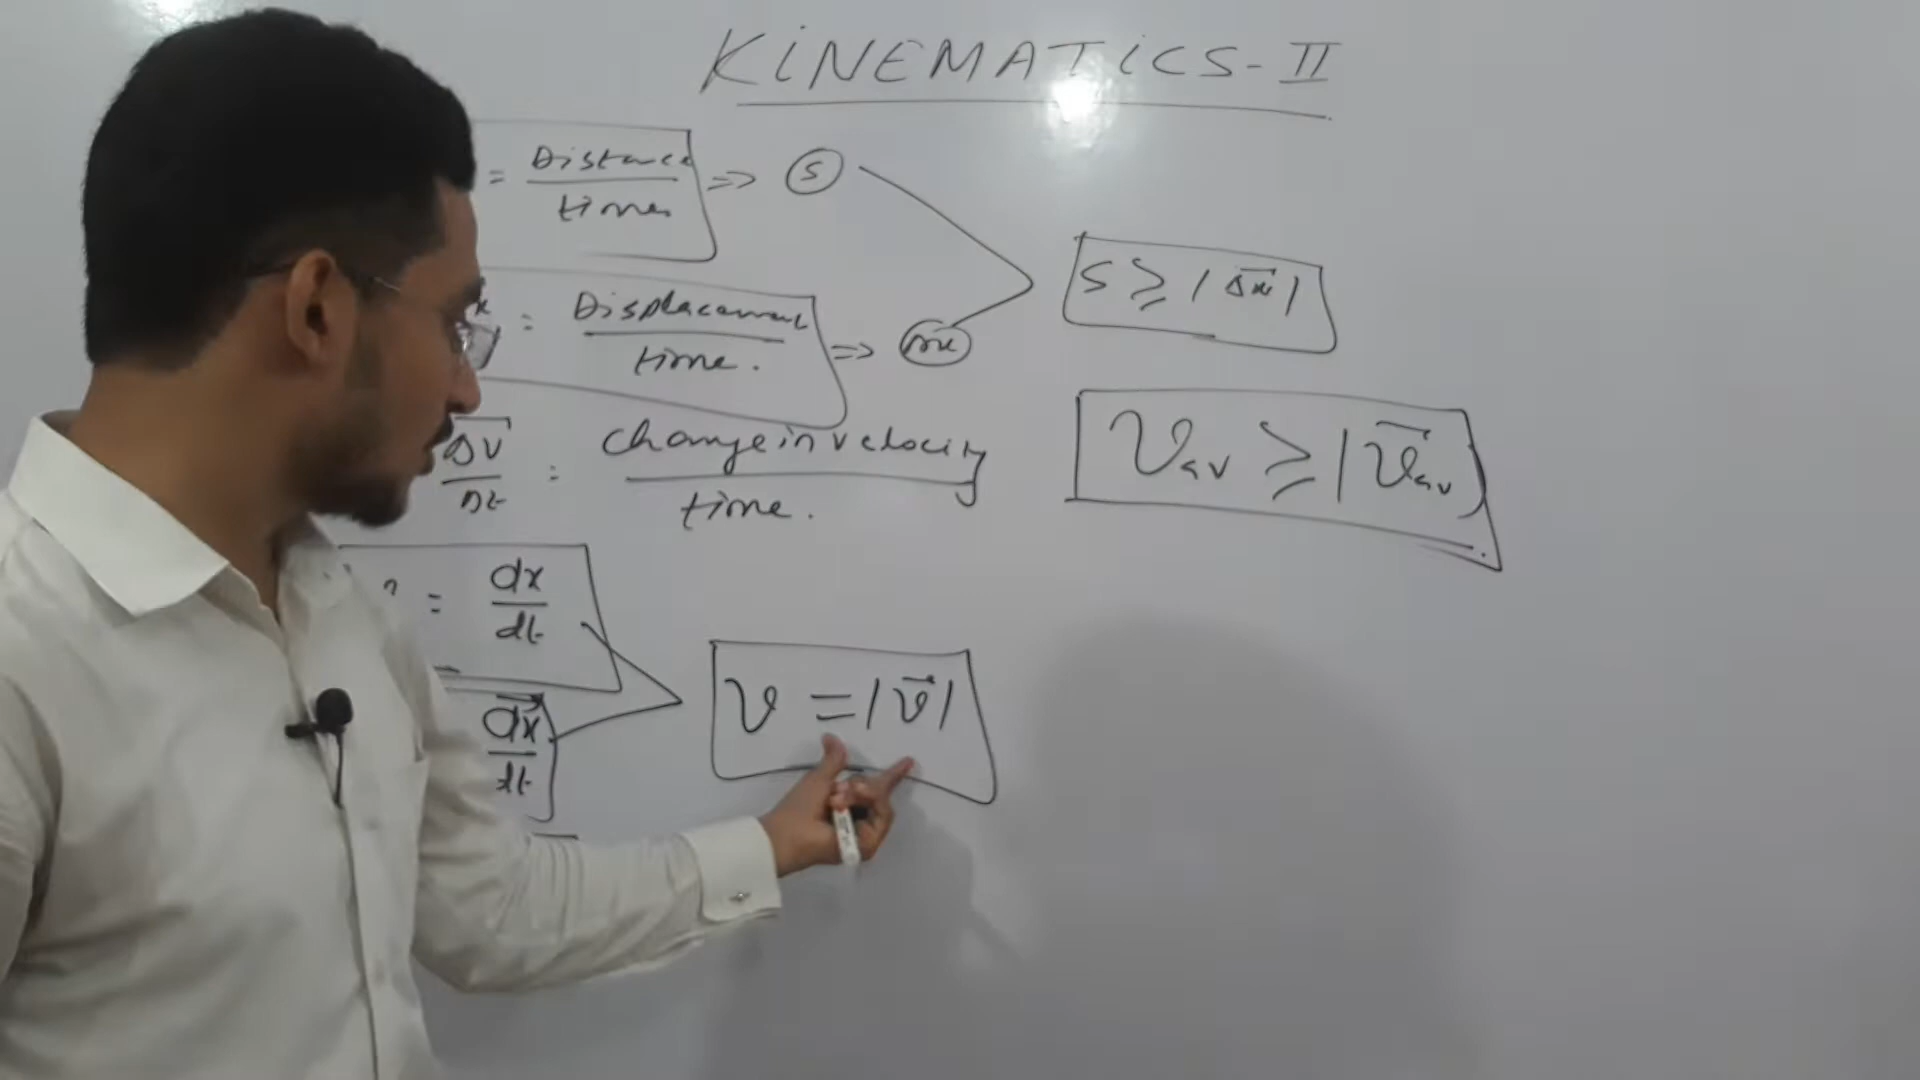 KiNEMATiCS-II
= Distance / time => S
= Displacement / time. => Δx
S ≥ |Δx⃗|
Δv⃗ / Δt = change in velocity / time.
Vav ≥ |v⃗av|
= dx / dt
dx⃗ / dt
v = |v⃗|